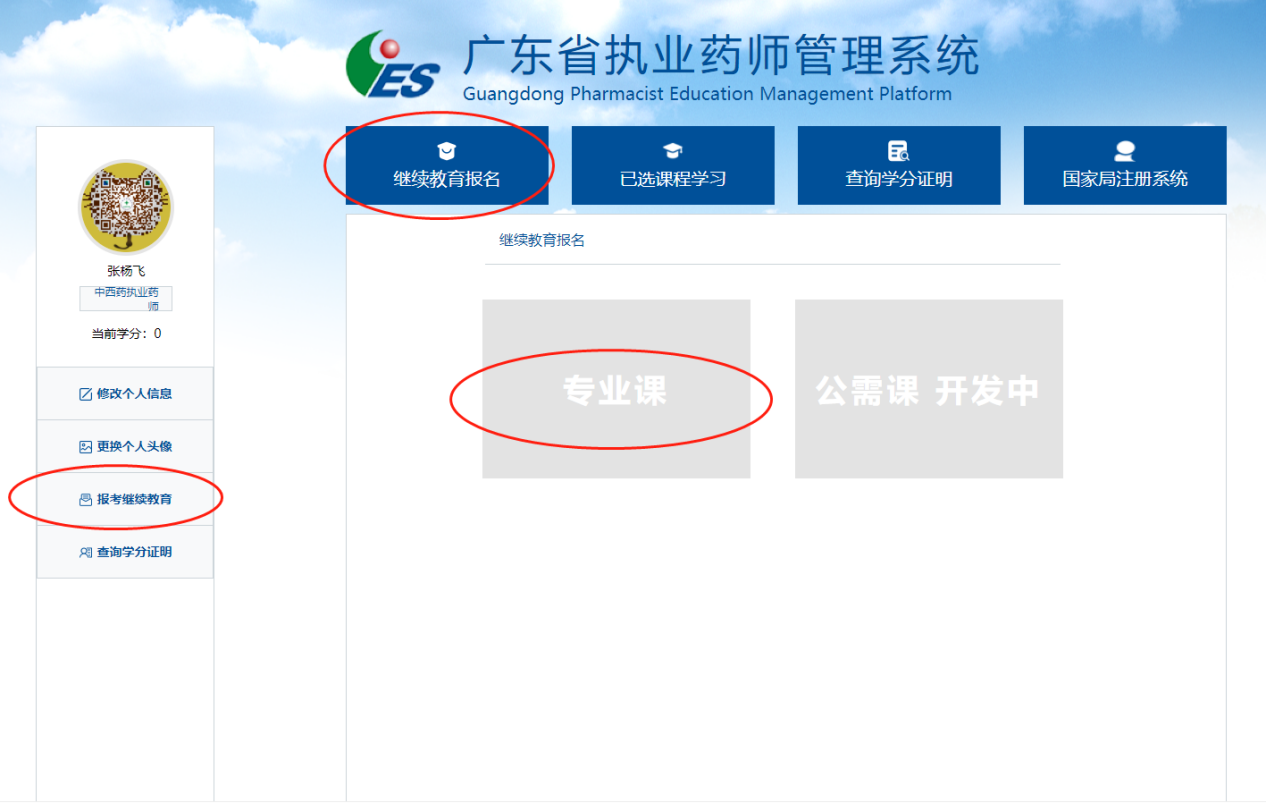 YES
广东省执业药师管理系统
Guangdong Pharmacist Education Management Platform
继续教育报名
已选课程学习
查询学分证明
国家局注册系统
张杨飞
中西药执业药
师
当前学分：0
修改个人信息
更换个人头像
报考继续教育
查询学分证明
继续教育报名
专业课
公需课 开发中